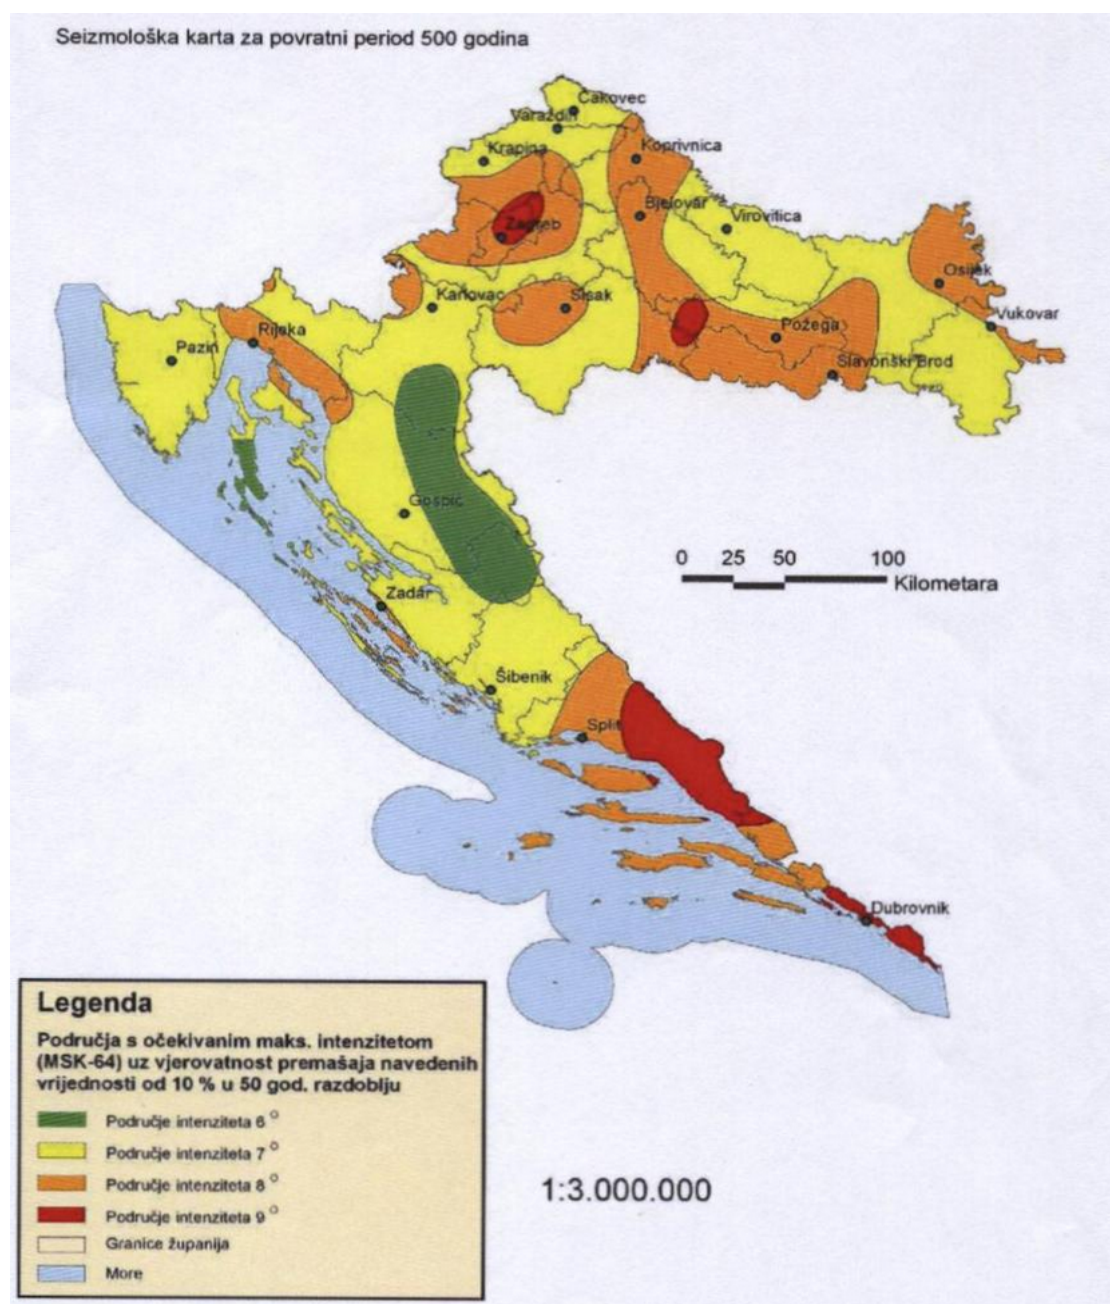 Seizmološka karta za povratni period 500 godina
Čakovec
Varaždin
Krapina
Koprivnica
Bjelovar
Virovitica
Zagreb
Osijek
Karlovac
Sisak
Vukovar
Rijeka
Požega
Pazin
Slavonski Brod
Gospić
0 25 50 100
Kilometara
Zadar
Šibenik
Split
Dubrovnik
Legenda
Područja s očekivanim maks. intenzitetom
(MSK-64) uz vjerovatnost premašaja navedenih
vrijednosti od 10 % u 50 god. razdoblju
Područje intenziteta 6 °
Područje intenziteta 7 °
Područje intenziteta 8 °
Područje intenziteta 9 °
Granice županija
More
1:3.000.000